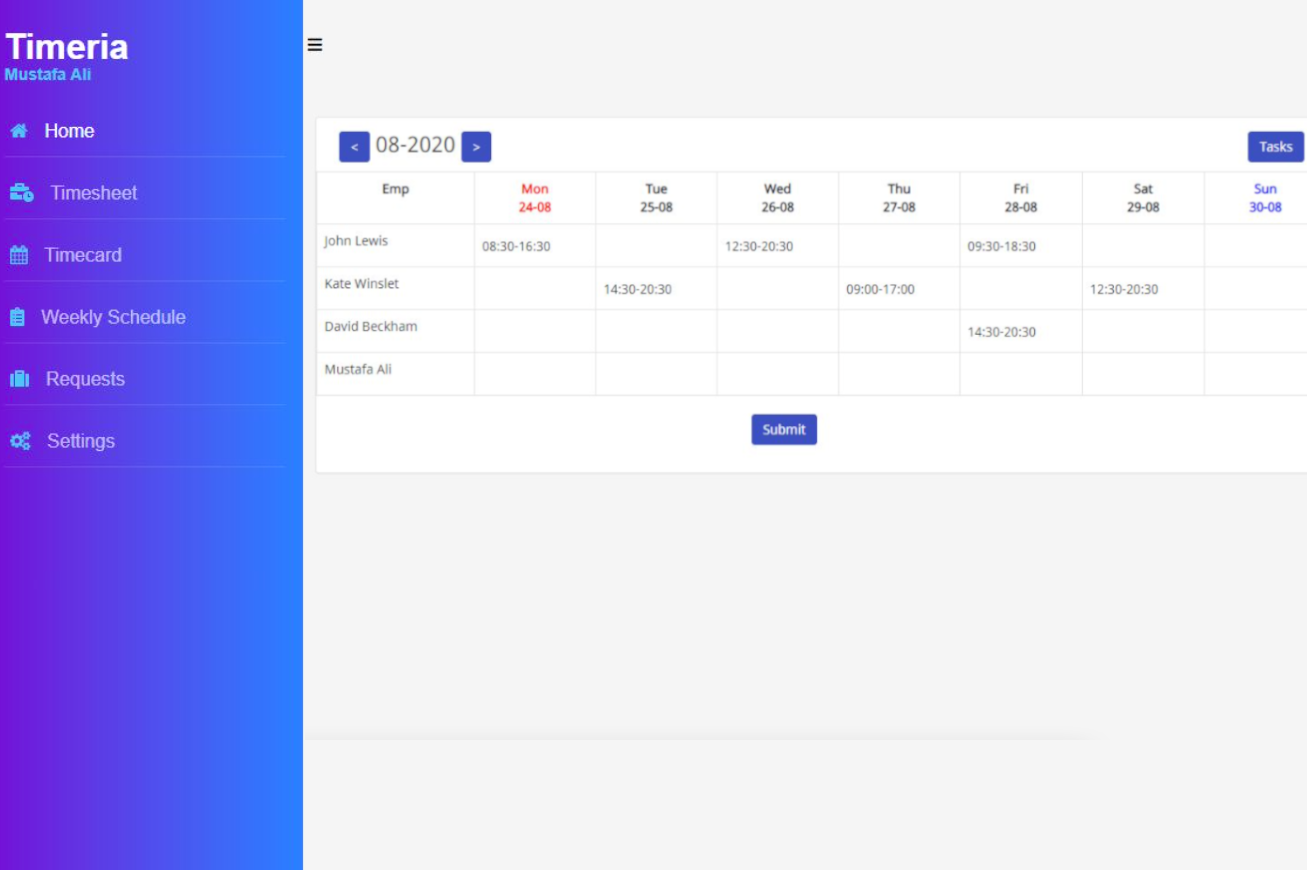 Timeria
Mustafa Ali
Home
Timesheet
Timecard
Weekly Schedule
Requests
Settings
< 08-2020 > Tasks
Emp Mon Tue Wed Thu Fri Sat Sun
24-08 25-08 26-08 27-08 28-08 29-08 30-08
John Lewis 08:30-16:30 12:30-20:30 09:30-18:30
Kate Winslet 14:30-20:30 09:00-17:00 12:30-20:30
David Beckham 14:30-20:30
Mustafa Ali
Submit